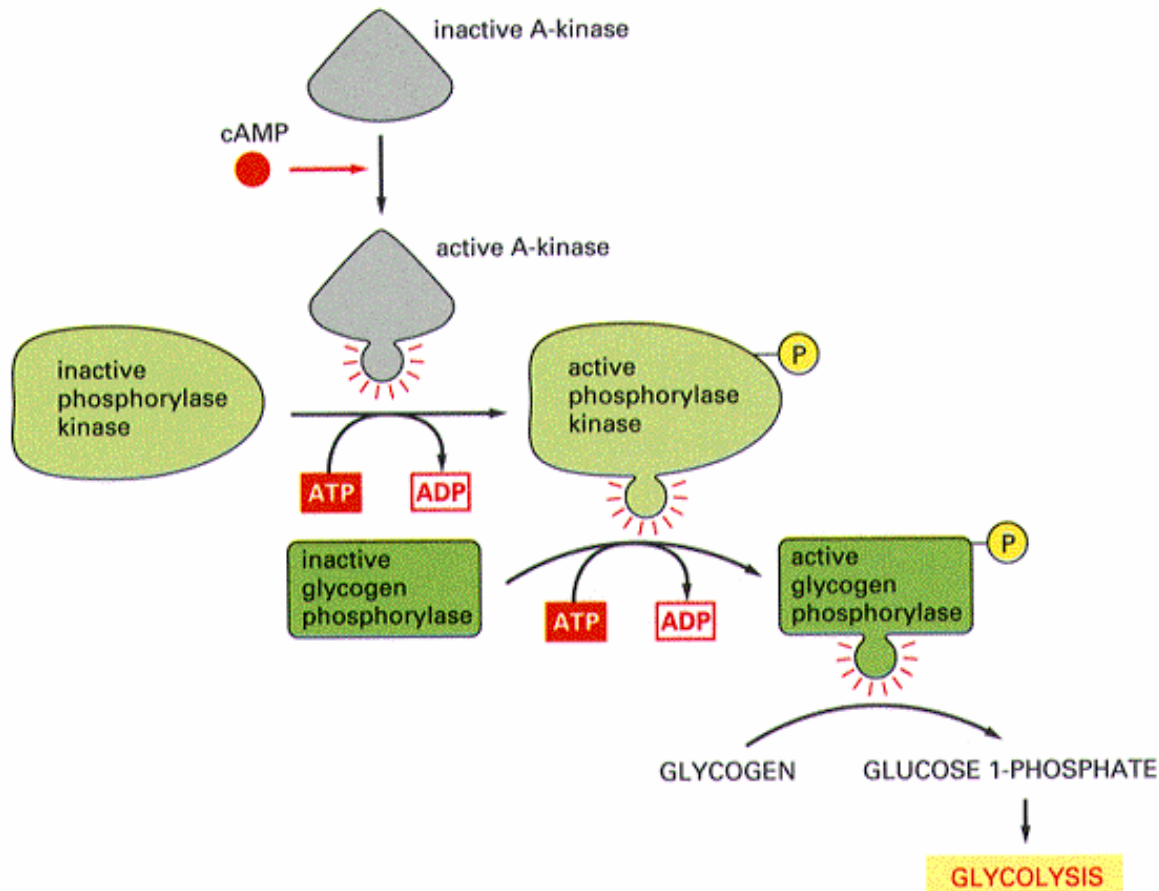 inactive A-kinase
cAMP
active A-kinase
inactive
phosphorylase
kinase
active
phosphorylase
kinase
P
ATP
ADP
inactive
glycogen
phosphorylase
ATP
ADP
active
glycogen
phosphorylase
P
GLYCOGEN
GLUCOSE 1-PHOSPHATE
GLYCOLYSIS